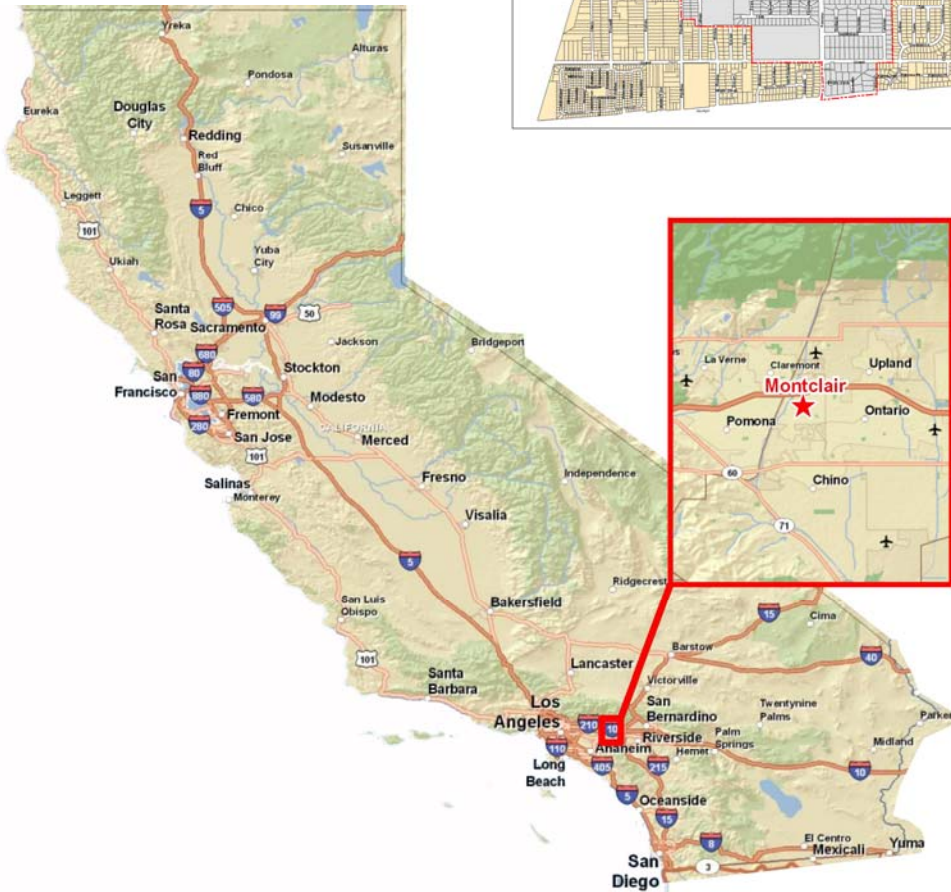 Yreka
Alturas
Pondosa
Eureka
Douglas
City
Redding
Red
Bluff
Susanville
Leggett
101
5
Chico
Ukiah
Yuba
City
505
99
50
Santa
Rosa
Sacramento
Jackson
Bridgeport
680
80
Stockton
San
Francisco
880
580
Modesto
Fremont
CALIFORNIA
280
San Jose
Merced
101
Salinas
Monterey
Fresno
Independence
Visalia
5
Ridgecrest
San Luis
Obispo
Bakersfield
15
Cima
101
Lancaster
Barstow
40
Santa
Barbara
Victorville
Los
Angeles
210
10
San
Bernardino
Twentynine
Palms
Parker
110
Anaheim
Riverside
Palm
Springs
Hemet
Midland
Long
Beach
405
215
10
5
Oceanside
15
El Centro
8
Mexicali
Yuma
San
Diego
3
La Verne
Claremont
Upland
Montclair
Pomona
Ontario
60
Chino
71